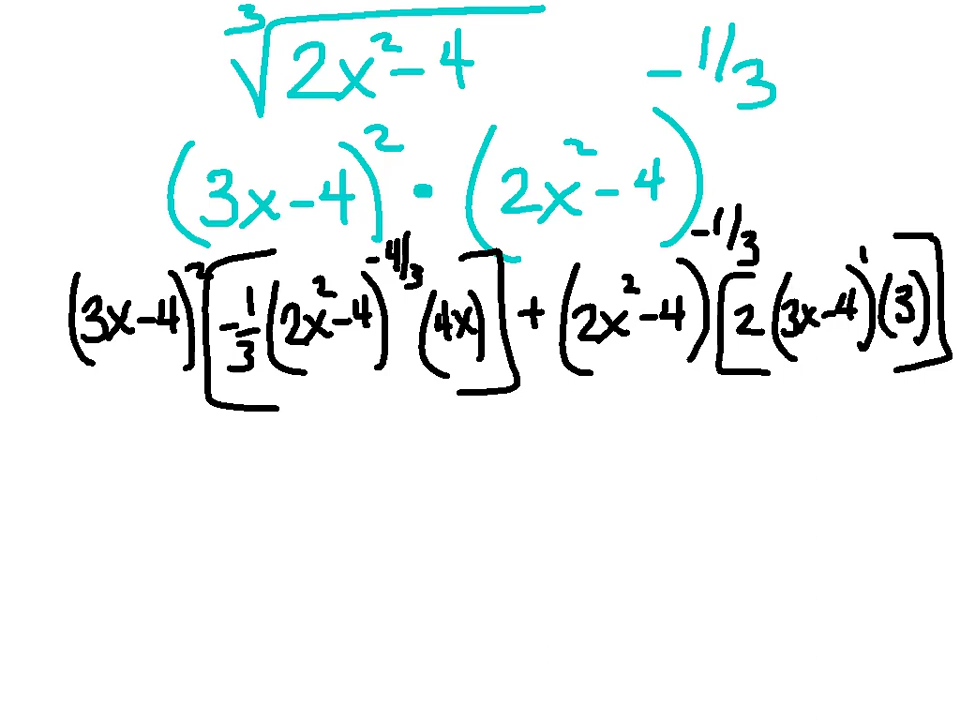 ∛(2x² - 4)
(3x - 4)² · (2x² - 4)^(-1/3)
(3x - 4)² [-1/3 (2x² - 4)^(-4/3) (4x)] + (2x² - 4)^(-1/3) [2 (3x - 4)¹ (3)]